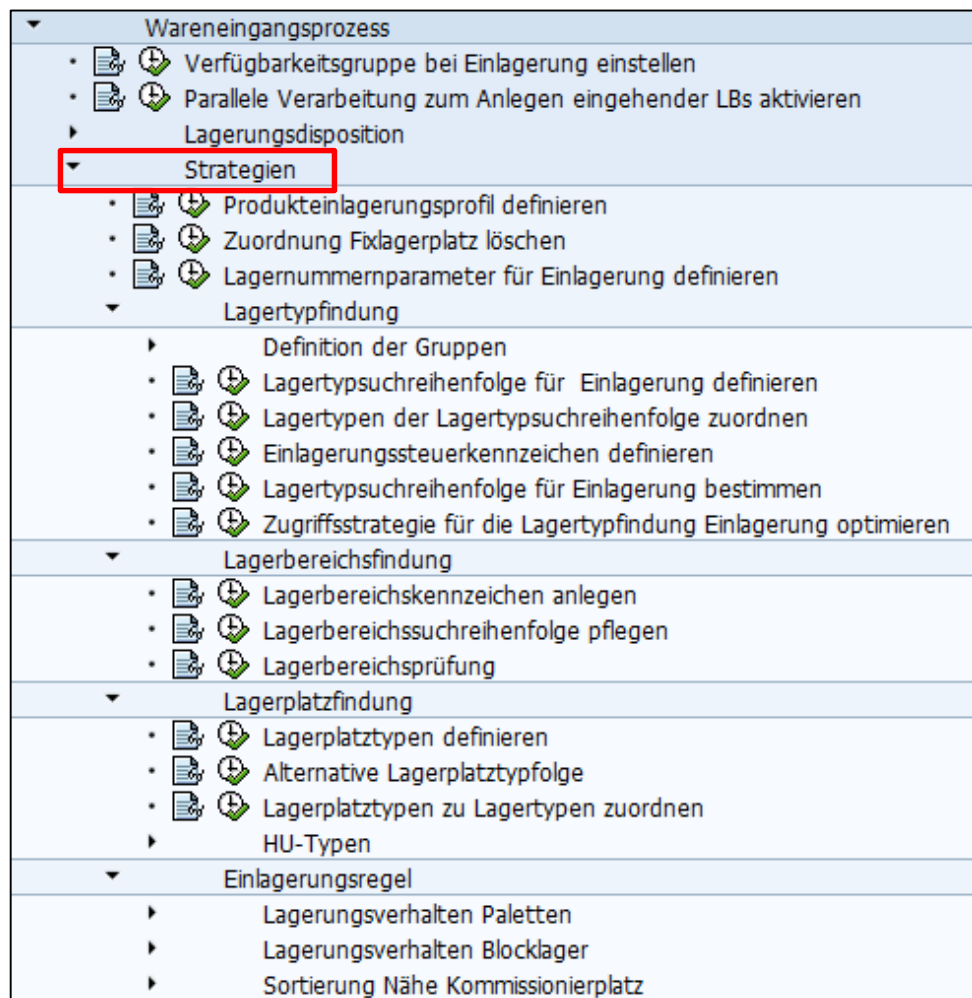 Wareneingangsprozess
Verfügbarkeitsgruppe bei Einlagerung einstellen
Parallele Verarbeitung zum Anlegen eingehender LBs aktivieren
Lagerungsdisposition
Strategien
Produkteinlagerungsprofil definieren
Zuordnung Fixlagerplatz löschen
Lagernummernparameter für Einlagerung definieren
Lagertypfindung
Definition der Gruppen
Lagertypsuchreihenfolge für Einlagerung definieren
Lagertypen der Lagertypsuchreihenfolge zuordnen
Einlagerungssteuerkennzeichen definieren
Lagertypsuchreihenfolge für Einlagerung bestimmen
Zugriffsstrategie für die Lagertypfindung Einlagerung optimieren
Lagerbereichsfindung
Lagerbereichskennzeichen anlegen
Lagerbereichssuchreihenfolge pflegen
Lagerbereichsprüfung
Lagerplatzfindung
Lagerplatztypen definieren
Alternative Lagerplatztypfolge
Lagerplatztypen zu Lagertypen zuordnen
HU-Typen
Einlagerungsregel
Lagerungsverhalten Paletten
Lagerungsverhalten Blocklager
Sortierung Nähe Kommissionierplatz